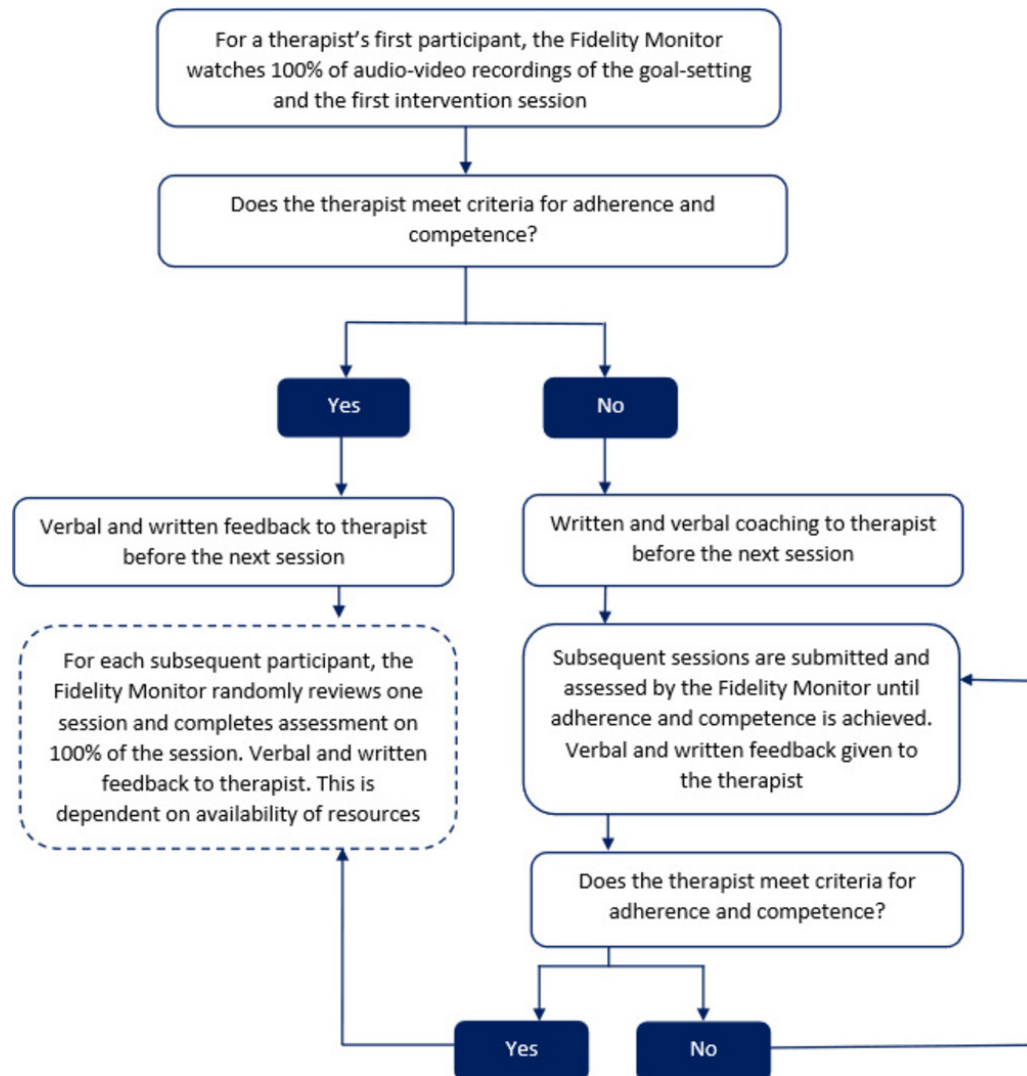 For a therapist’s first participant, the Fidelity Monitor
watches 100% of audio-video recordings of the goal-setting
and the first intervention session
Does the therapist meet criteria for adherence and
competence?
Yes
No
Verbal and written feedback to therapist
before the next session
Written and verbal coaching to therapist
before the next session
For each subsequent participant, the
Fidelity Monitor randomly reviews one
session and completes assessment on
100% of the session. Verbal and written
feedback to therapist. This is
dependent on availability of resources
Subsequent sessions are submitted and
assessed by the Fidelity Monitor until
adherence and competence is achieved.
Verbal and written feedback given to
the therapist
Does the therapist meet criteria for
adherence and competence?
Yes
No